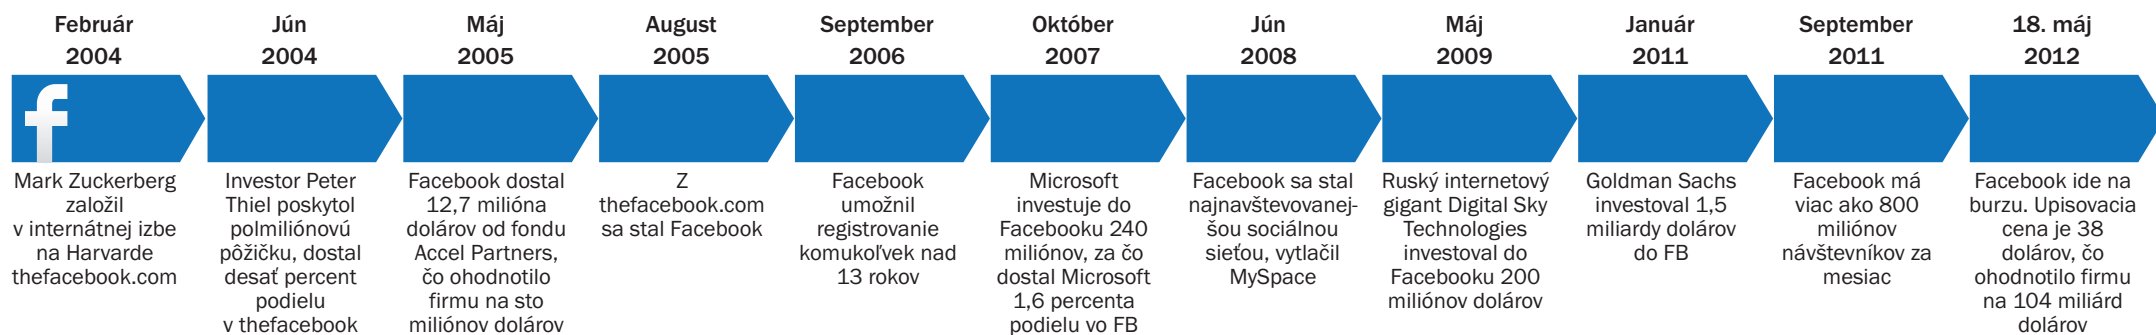 Február
2004
Mark Zuckerberg
založil
v internátnej izbe
na Harvarde
thefacebook.com
Jún
2004
Investor Peter
Thiel poskytol
polmiliónovú
pôžičku, dostal
desať percent
podielu
v thefacebook
Máj
2005
Facebook dostal
12,7 milióna
dolárov od fondu
Accel Partners,
čo ohodnotilo
firmu na sto
miliónov dolárov
August
2005
Z
thefacebook.com
sa stal Facebook
September
2006
Facebook
umožnil
registrovanie
komukoľvek nad
13 rokov
Október
2007
Microsoft
investuje do
Facebooku 240
miliónov, za čo
dostal Microsoft
1,6 percenta
podielu vo FB
Jún
2008
Facebook sa stal
najnavštevovanej-
šou sociálnou
sieťou, vytlačil
MySpace
Máj
2009
Ruský internetový
gigant Digital Sky
Technologies
investoval do
Facebooku 200
miliónov dolárov
Január
2011
Goldman Sachs
investoval 1,5
miliardy dolárov
do FB
September
2011
Facebook má
viac ako 800
miliónov
návštevníkov za
mesiac
18. máj
2012
Facebook ide na
burzu. Upisovacia
cena je 38
dolárov, čo
ohodnotilo firmu
na 104 miliárd
dolárov